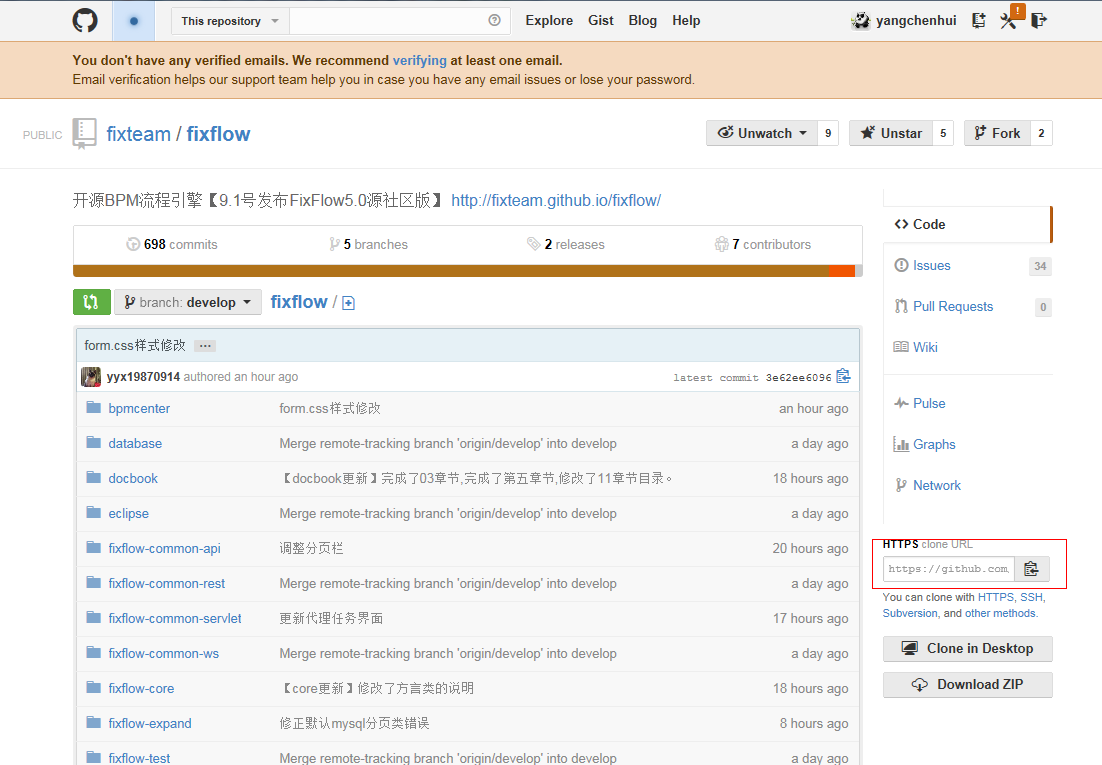 This repository
Explore Gist Blog Help
yangchenhui
!
You don't have any verified emails. We recommend verifying at least one email.
Email verification helps our support team help you in case you have any email issues or lose your password.
PUBLIC fixteam / fixflow
Unwatch 9 Unstar 5 Fork 2
开源BPM流程引擎【9.1号发布FixFlow5.0源社区版】 http://fixteam.github.io/fixflow/
698 commits 5 branches 2 releases 7 contributors
branch: develop fixflow /
form.css样式修改 ...
yyx19870914 authored an hour ago latest commit 3e62ee6096
bpmcenter form.css样式修改 an hour ago
database Merge remote-tracking branch 'origin/develop' into develop a day ago
docbook 【docbook更新】完成了03章节,完成了第五章节,修改了11章节目录。 18 hours ago
eclipse Merge remote-tracking branch 'origin/develop' into develop a day ago
fixflow-common-api 调整分页栏 20 hours ago
fixflow-common-rest Merge remote-tracking branch 'origin/develop' into develop a day ago
fixflow-common-servlet 更新代理任务界面 17 hours ago
fixflow-common-ws Merge remote-tracking branch 'origin/develop' into develop a day ago
fixflow-core 【core更新】修改了方言类的说明 18 hours ago
fixflow-expand 修正默认mysql分页类错误 8 hours ago
fixflow-test Merge remote-tracking branch 'origin/develop' into develop a day ago
Code
Issues 34
Pull Requests 0
Wiki
Pulse
Graphs
Network
HTTPS clone URL
https://github.com,
You can clone with HTTPS, SSH,
Subversion, and other methods.
Clone in Desktop
Download ZIP